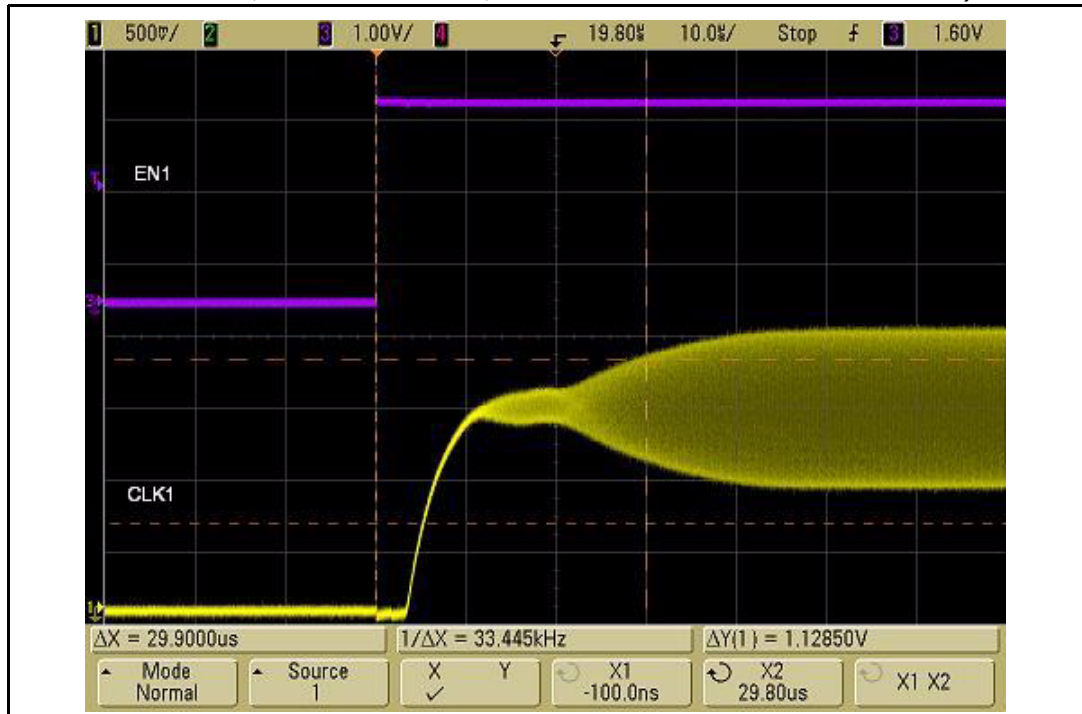 1 500mV/ 2 3 1.00V/ 4 19.80us 10.0us/ Stop 3 1.60V
EN1
T
3
CLK1
1
ΔX = 29.9000us 1/ΔX = 33.445kHz ΔY(1) = 1.12850V
Mode Source X Y X1 X2 X1 X2
Normal 1 ✓ -100.0ns 29.80us